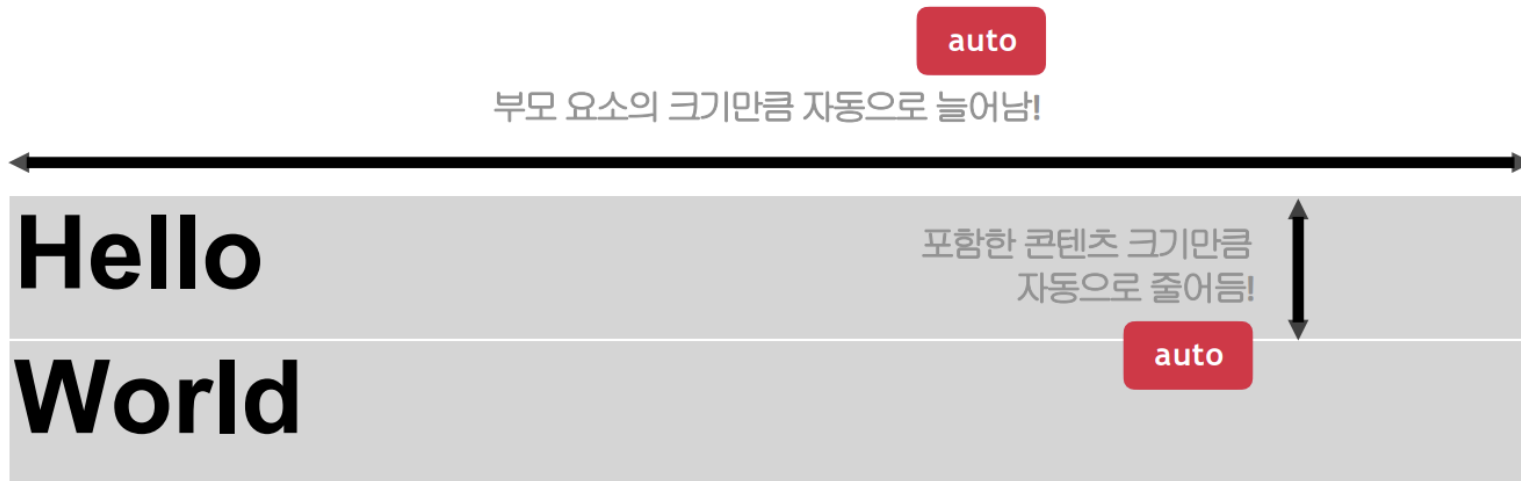 auto
부모 요소의 크기만큼 자동으로 늘어남!
Hello
포함한 콘텐츠 크기만큼
자동으로 줄어듬!
auto
World